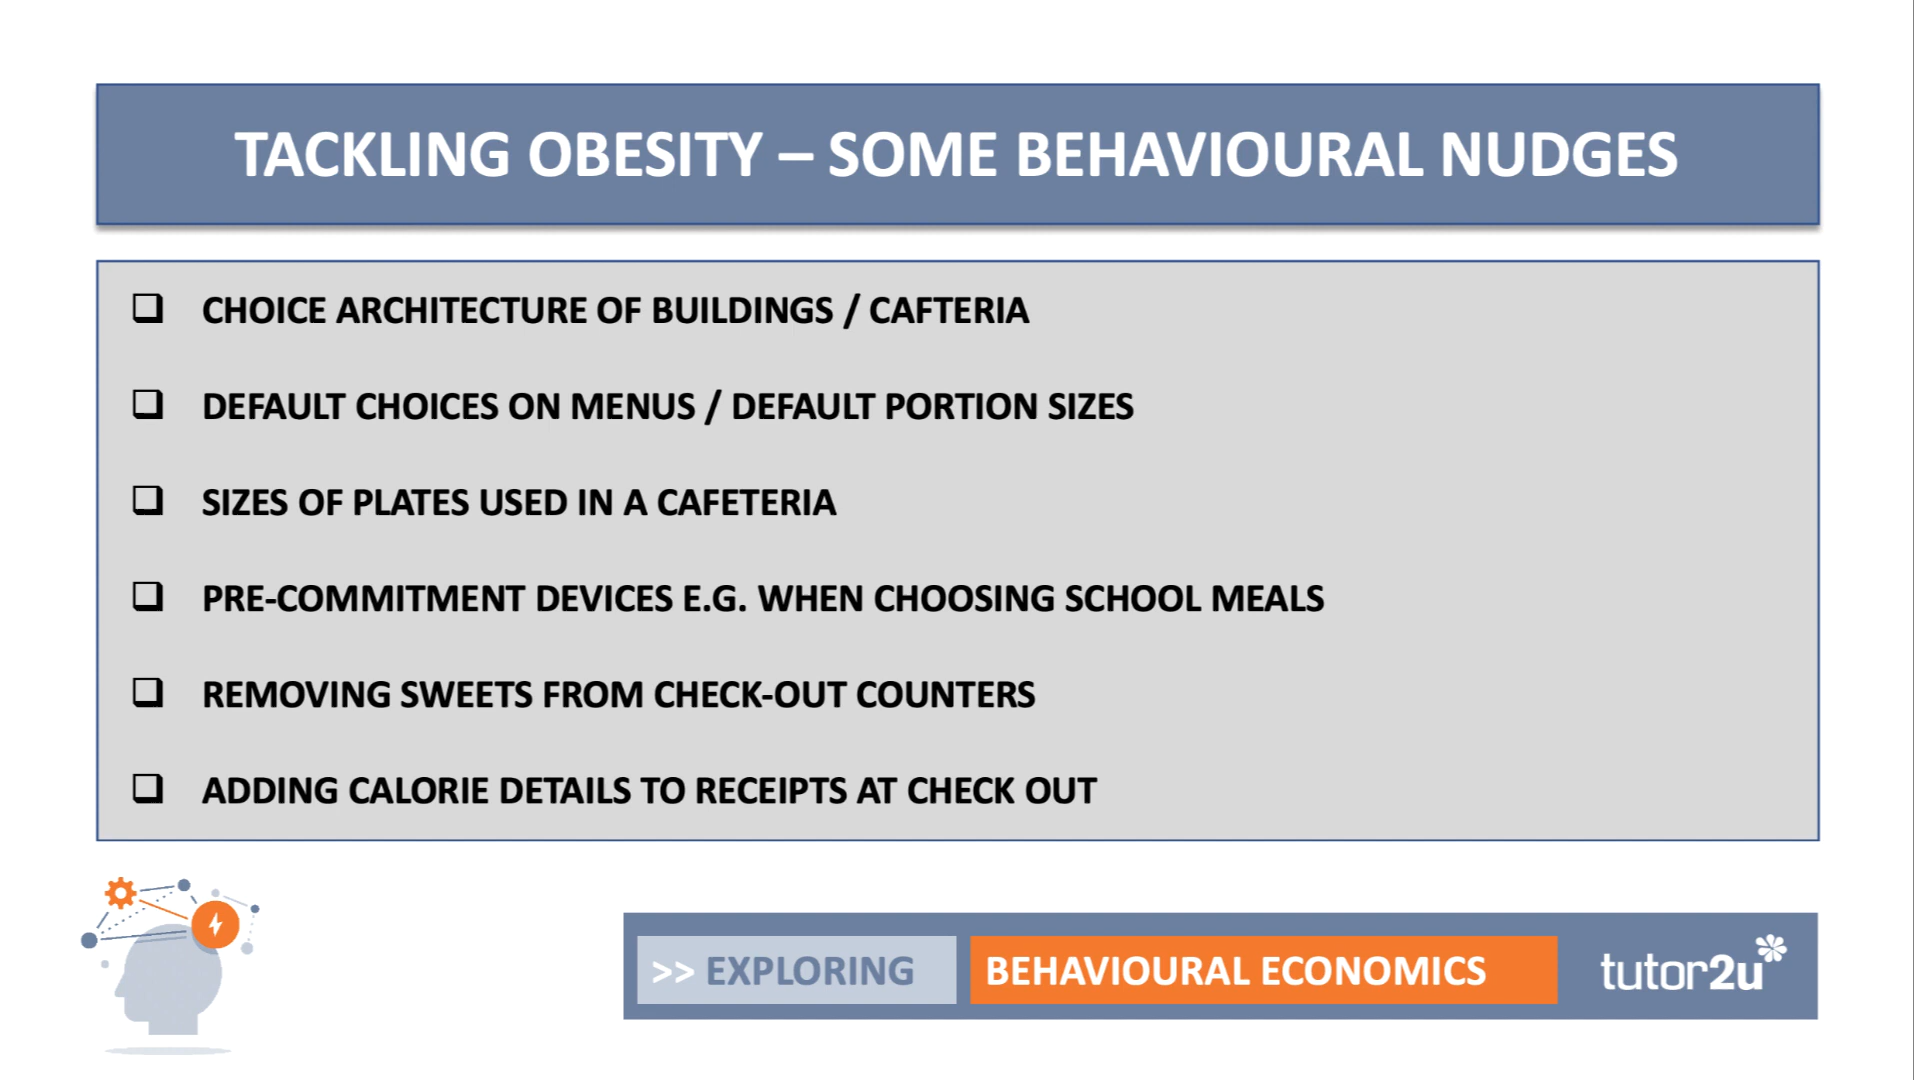 TACKLING OBESITY – SOME BEHAVIOURAL NUDGES
CHOICE ARCHITECTURE OF BUILDINGS / CAFTERIA
DEFAULT CHOICES ON MENUS / DEFAULT PORTION SIZES
SIZES OF PLATES USED IN A CAFETERIA
PRE-COMMITMENT DEVICES E.G. WHEN CHOOSING SCHOOL MEALS
REMOVING SWEETS FROM CHECK-OUT COUNTERS
ADDING CALORIE DETAILS TO RECEIPTS AT CHECK OUT
>> EXPLORING BEHAVIOURAL ECONOMICS tutor2u